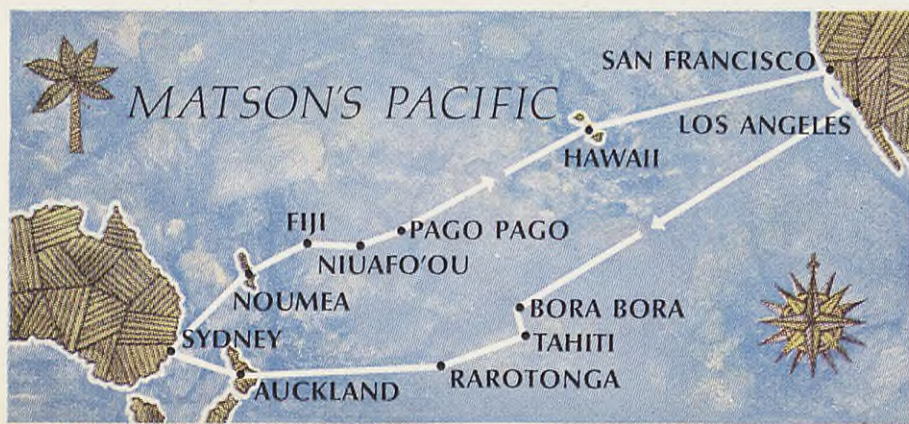 SAN FRANCISCO
MATSON'S PACIFIC
LOS ANGELES
HAWAII
FIJI
PAGO PAGO
NIUAFO'OU
NOUMEA
BORA BORA
SYDNEY
TAHITI
RAROTONGA
AUCKLAND